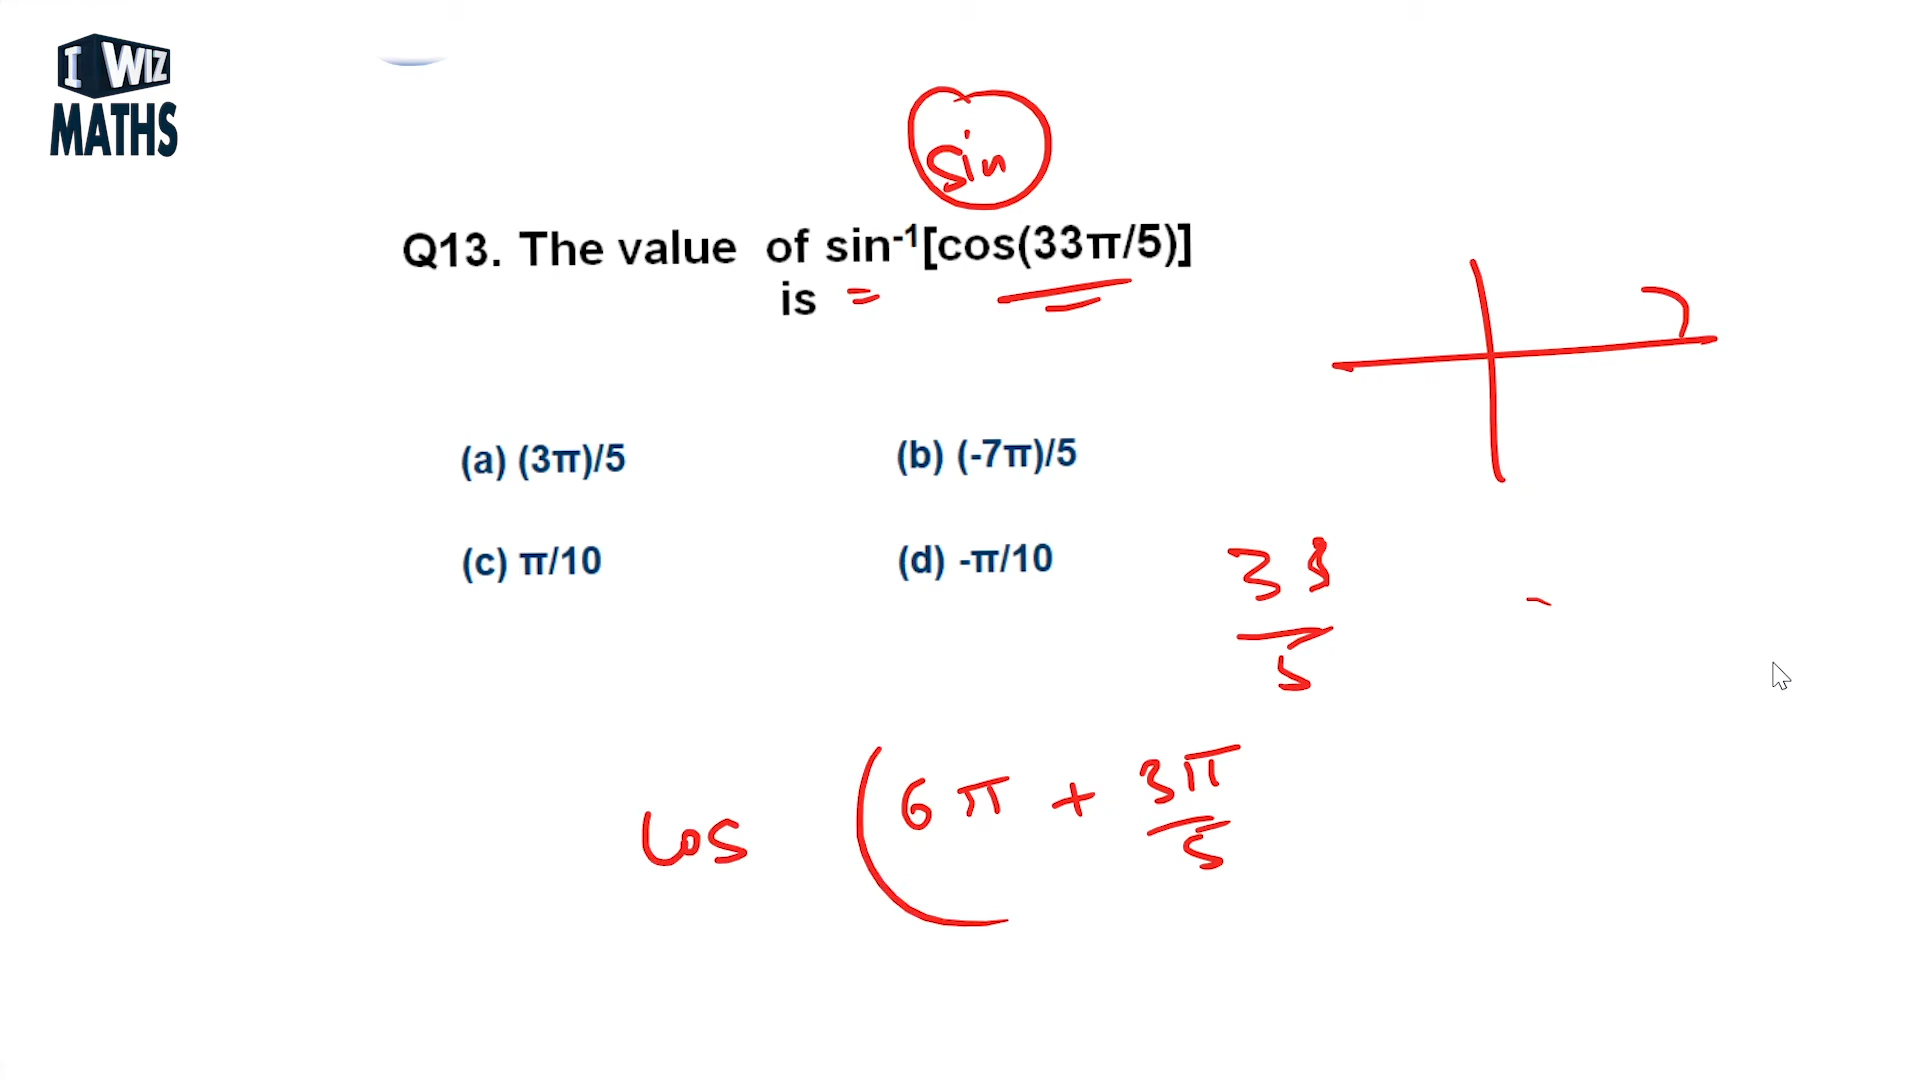 I WIZ
MATHS
sin
Q13. The value of sin⁻¹[cos(33π/5)]
is
(a) (3π)/5
(b) (-7π)/5
(c) π/10
(d) -π/10
33
5
cos (6π + 3π/5